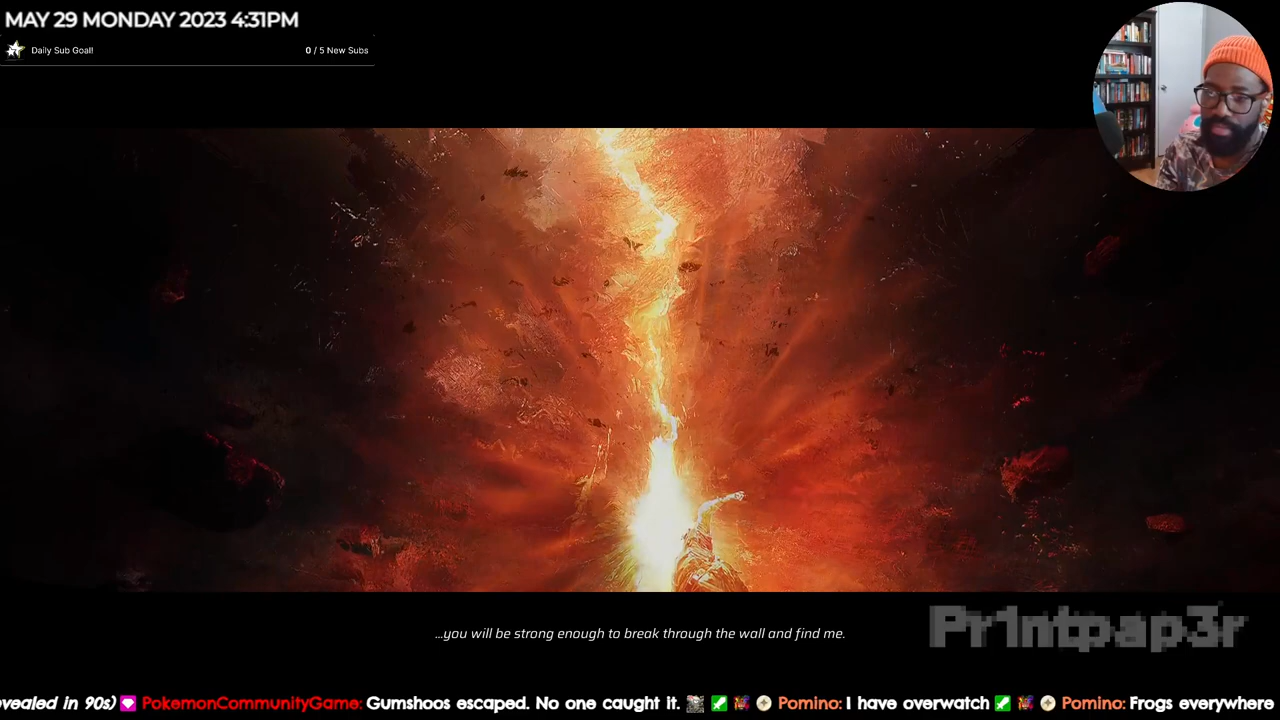 MAY 29 MONDAY 2023 4:31PM
Daily Sub Goal!
0 / 5 New Subs
...you will be strong enough to break through the wall and find me.
Pr1ntpap3r
evealed in 90s) PokemonCommunityGame: Gumshoos escaped. No one caught it. Pomino: I have overwatch Pomino: Frogs everywhere